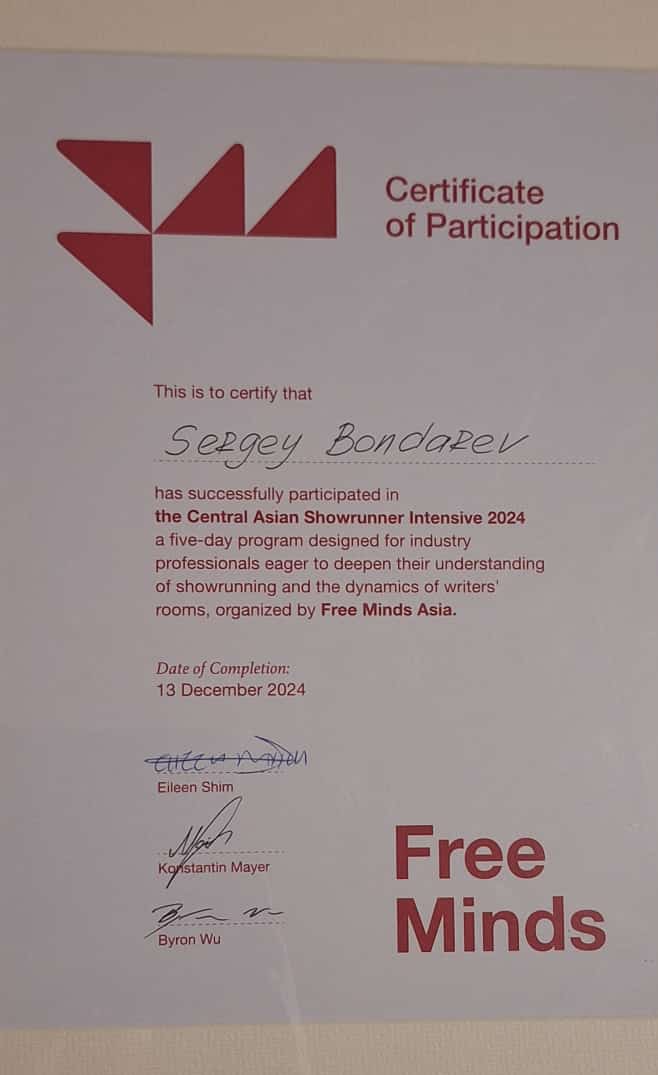 Certificate
of Participation
This is to certify that
Sergey Bondarev
has successfully participated in
the Central Asian Showrunner Intensive 2024
a five-day program designed for industry
professionals eager to deepen their understanding
of showrunning and the dynamics of writers'
rooms, organized by Free Minds Asia.
Date of Completion:
13 December 2024
Eileen Shim
Konstantin Mayer
Byron Wu
Free
Minds